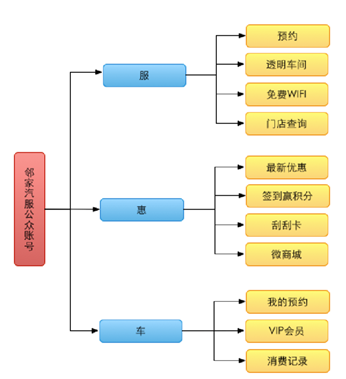 邻家汽服公众账号
服
预约
透明车间
免费WIFI
门店查询
惠
最新优惠
签到赢积分
刮刮卡
微商城
车
我的预约
VIP会员
消费记录